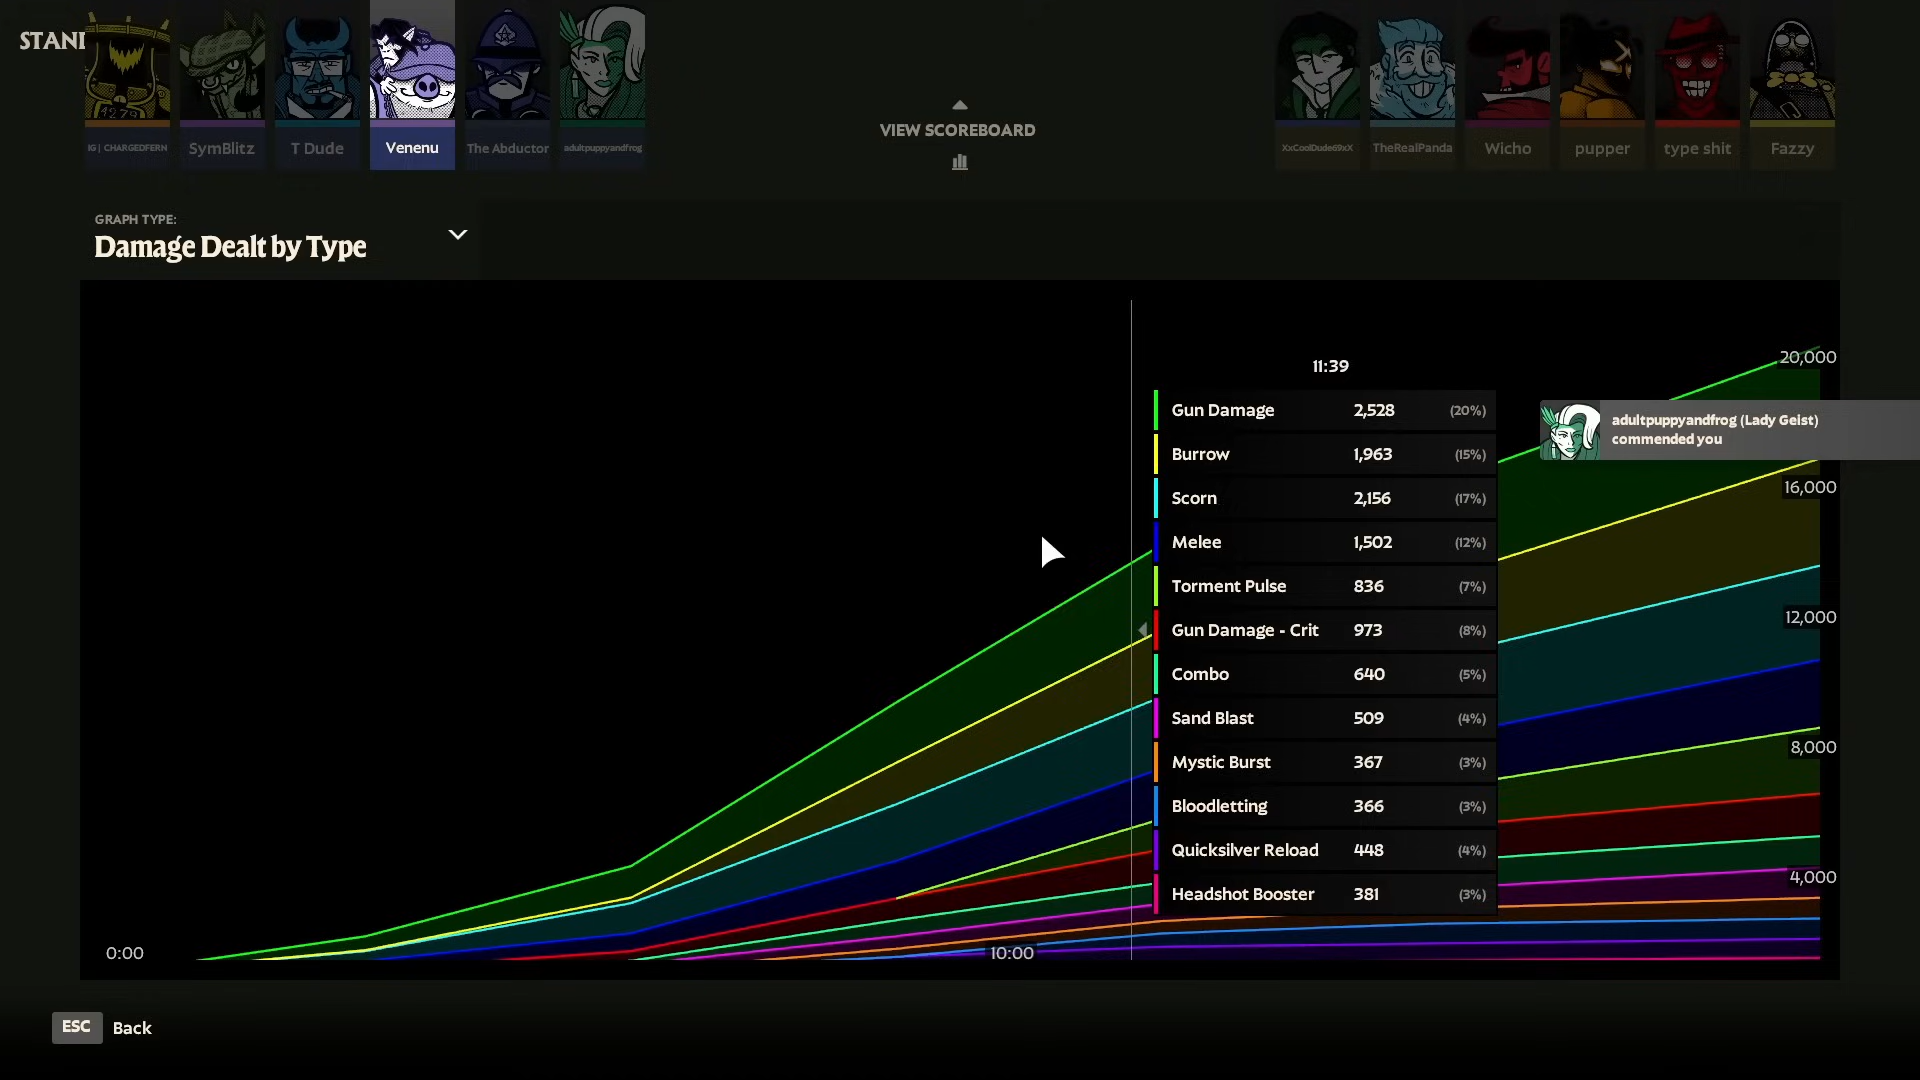 STAND
1279
IG | CHARGEDFERN
SymBlitz
T Dude
Venenu
The Abductor
adultpuppyandfrog
VIEW SCOREBOARD
XxCoolDude69xX
TheRealPanda
Wicho
pupper
type shit
Fazzy
GRAPH TYPE:
Damage Dealt by Type
11:39
Gun Damage 2,528 (20%)
Burrow 1,963 (15%)
Scorn 2,156 (17%)
Melee 1,502 (12%)
Torment Pulse 836 (7%)
Gun Damage - Crit 973 (8%)
Combo 640 (5%)
Sand Blast 509 (4%)
Mystic Burst 367 (3%)
Bloodletting 366 (3%)
Quicksilver Reload 448 (4%)
Headshot Booster 381 (3%)
20,000
adultpuppyandfrog (Lady Geist)
commended you
16,000
12,000
8,000
4,000
0:00
10:00
ESC Back